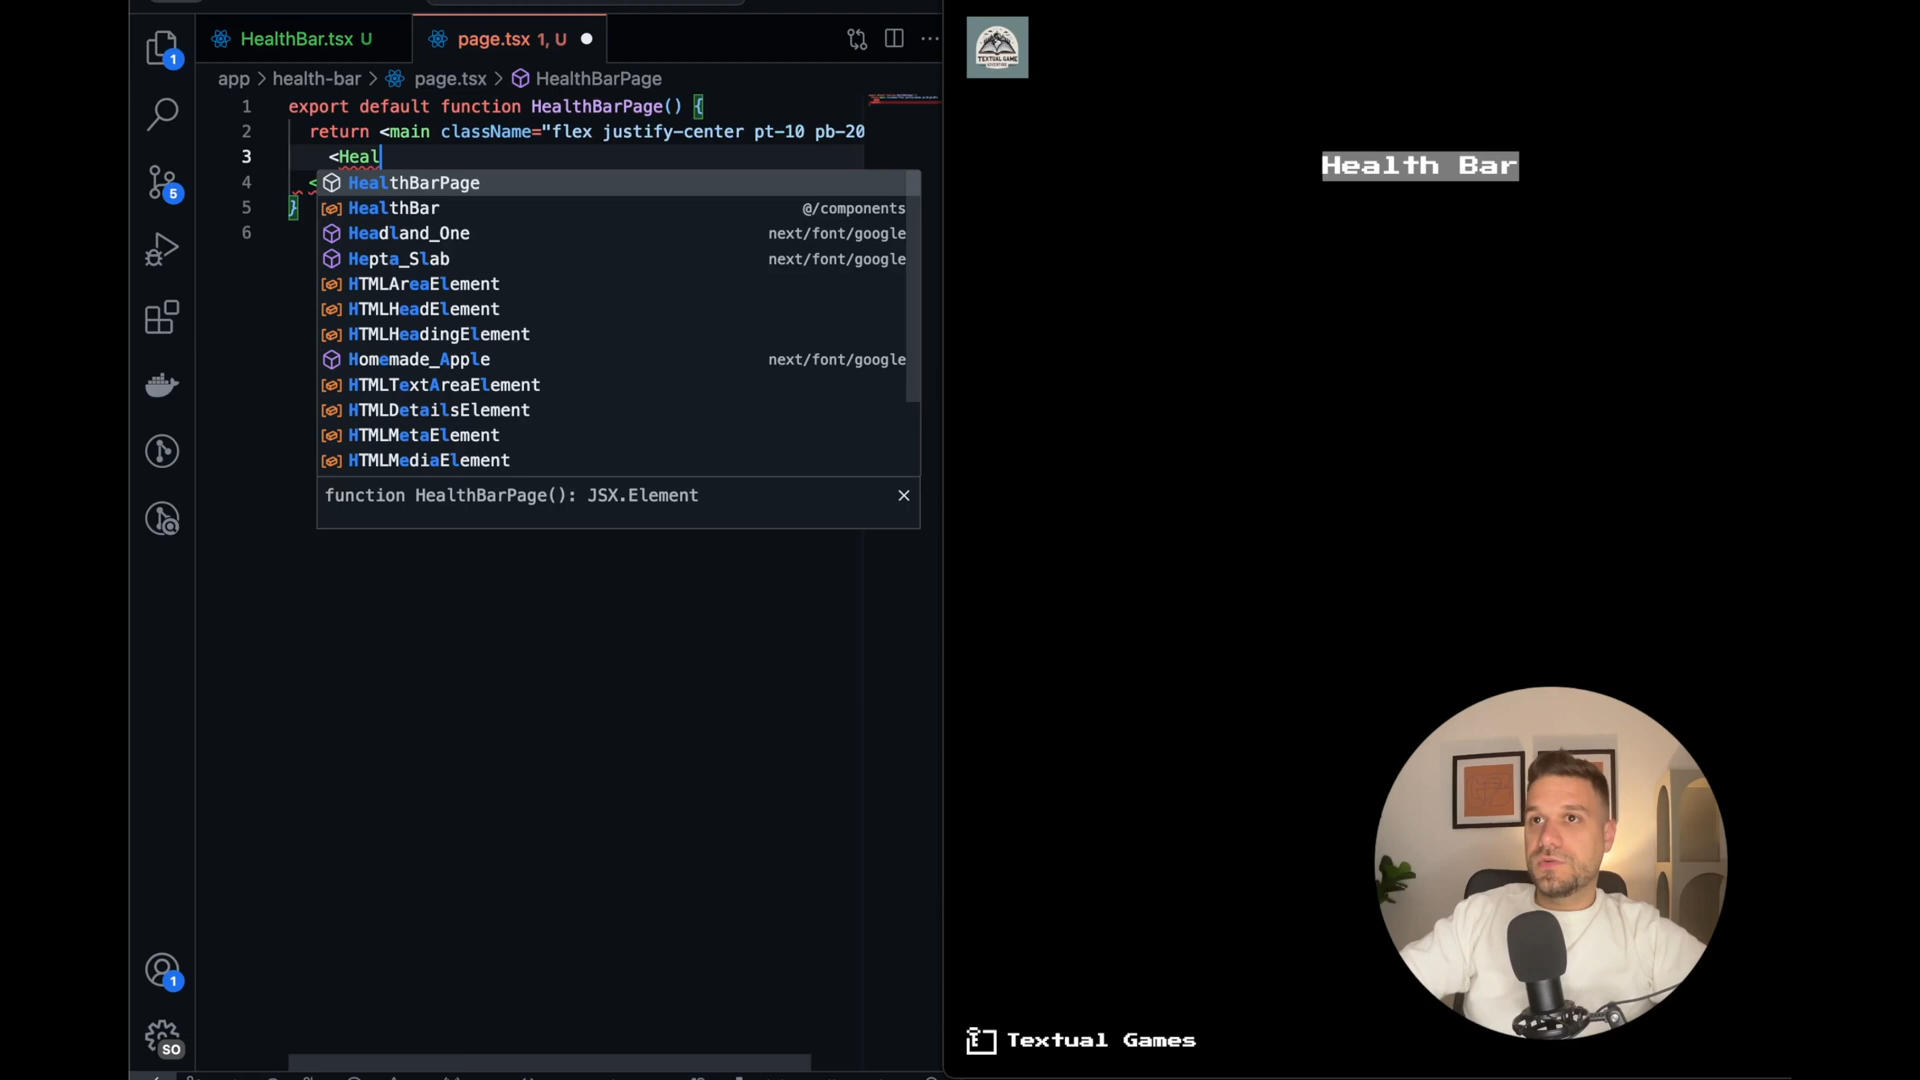 HealthBar.tsx U
page.tsx 1, U
app > health-bar > page.tsx > HealthBarPage
1 export default function HealthBarPage() {
2 return <main className="flex justify-center pt-10 pb-20
3 <Heal
4 <
5 }
6
HealthBarPage
HealthBar @/components
Headland_One next/font/google
Hepta_Slab next/font/google
HTMLAreaElement
HTMLHeadElement
HTMLHeadingElement
Homemade_Apple next/font/google
HTMLTextAreaElement
HTMLDetailsElement
HTMLMetaElement
HTMLMediaElement
function HealthBarPage(): JSX.Element
1
5
1
SO
TEXTUAL GAME
ADVENTURE
Health Bar
Textual Games